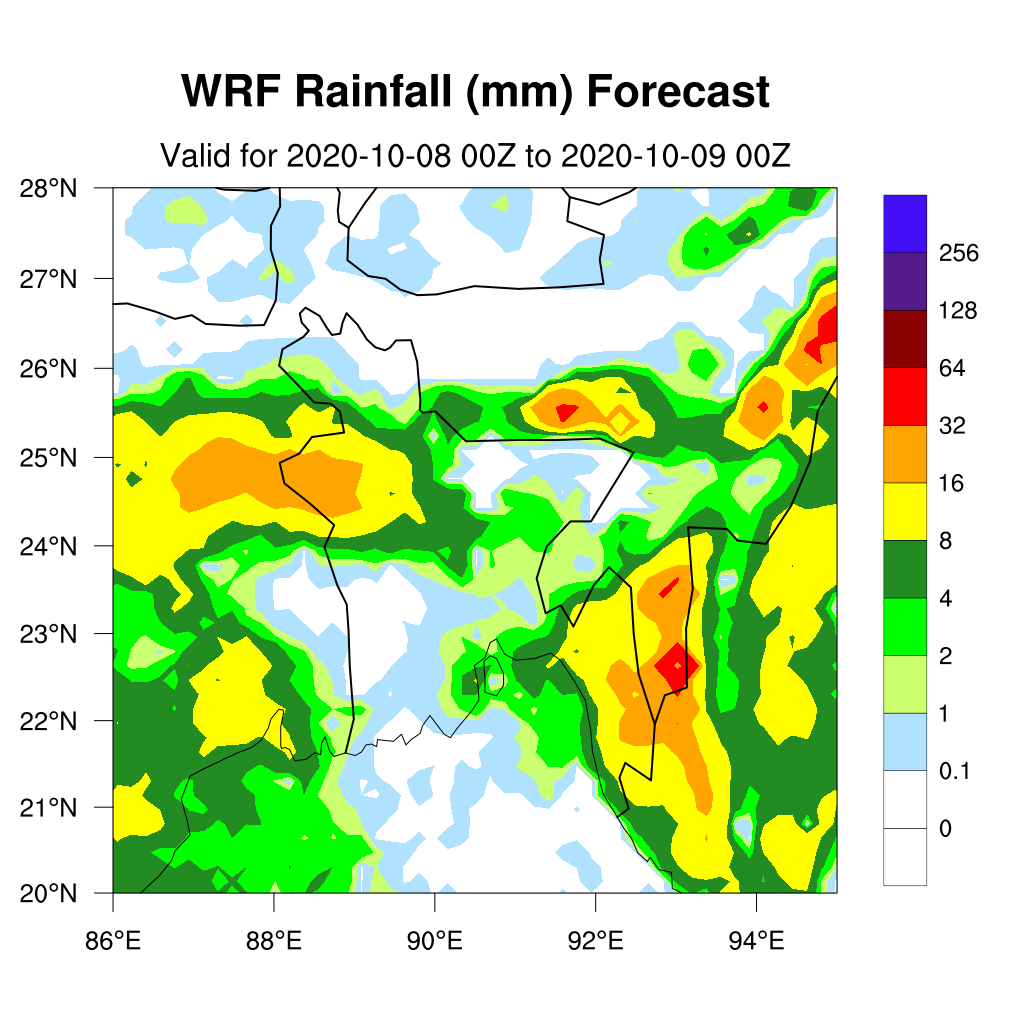 WRF Rainfall (mm) Forecast
Valid for 2020-10-08 00Z to 2020-10-09 00Z
28°N
27°N
26°N
25°N
24°N
23°N
22°N
21°N
20°N
86°E 88°E 90°E 92°E 94°E
256
128
64
32
16
8
4
2
1
0.1
0